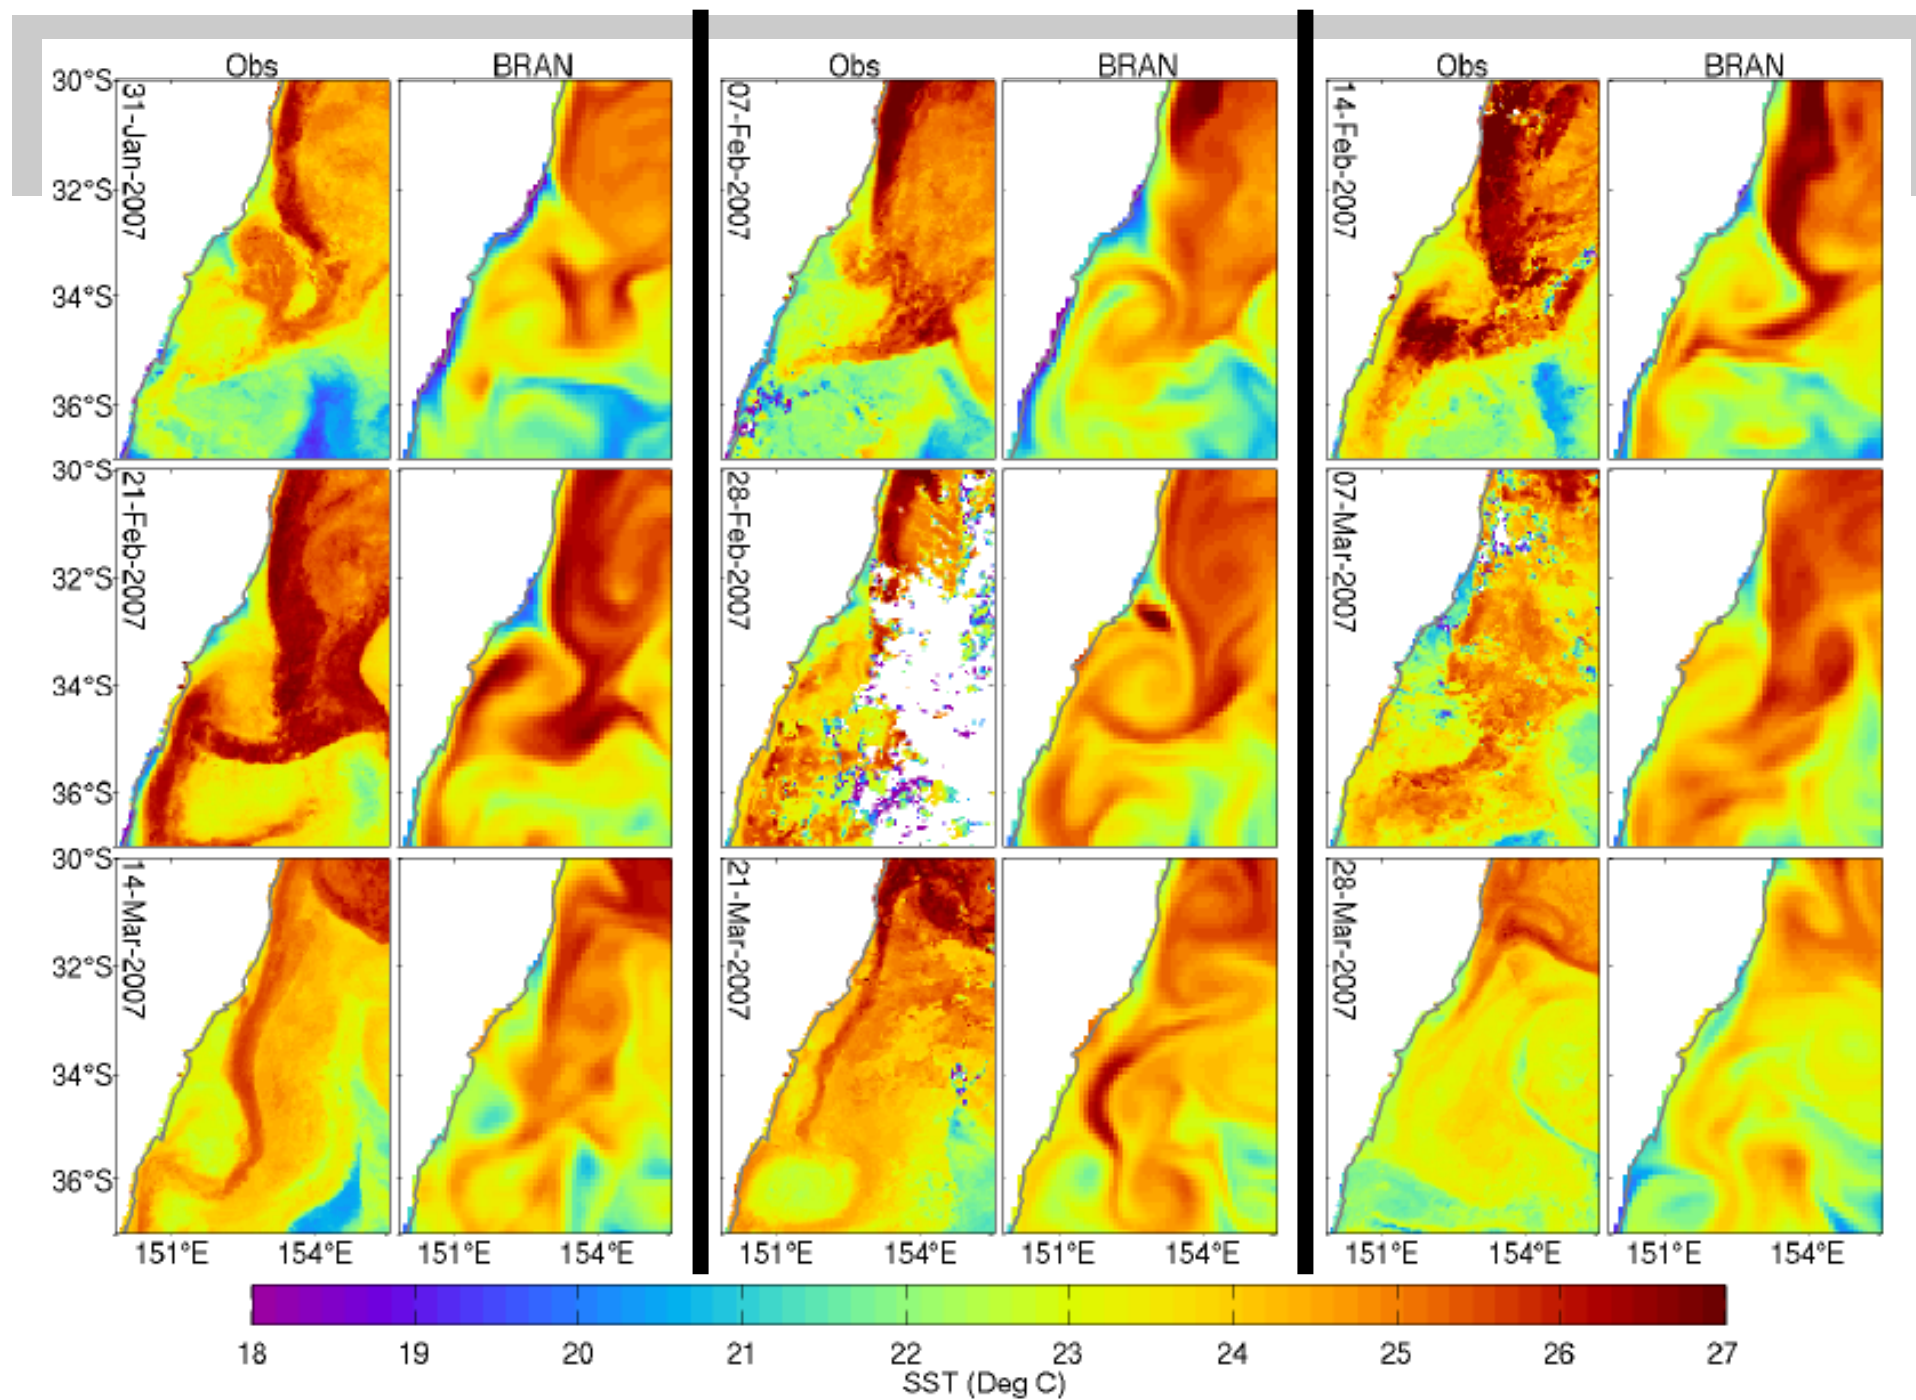 Obs BRAN Obs BRAN Obs BRAN
30°S
32°S
34°S
36°S
31-Jan-2007
07-Feb-2007
14-Feb-2007
30°S
32°S
34°S
36°S
21-Feb-2007
28-Feb-2007
07-Mar-2007
30°S
32°S
34°S
36°S
14-Mar-2007
21-Mar-2007
28-Mar-2007
151°E 154°E 151°E 154°E 151°E 154°E 151°E 154°E 151°E 154°E 151°E 154°E
18 19 20 21 22 23 24 25 26 27
SST (Deg C)